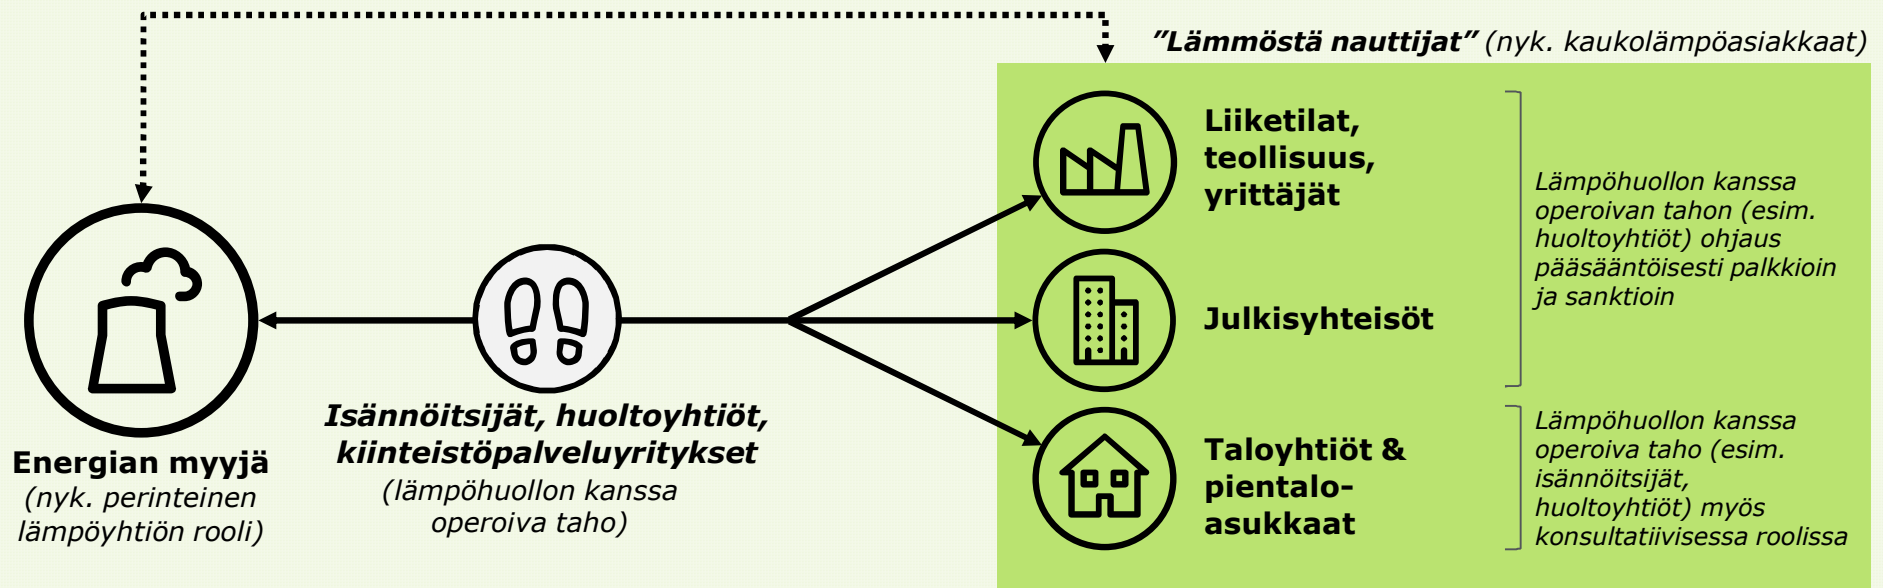 ”Lämmöstä nauttijat” (nyk. kaukolämpöasiakkaat)
Liiketilat,
teollisuus,
yrittäjät
Lämpöhuollon kanssa
operoivan tahon (esim.
huoltoyhtiöt) ohjaus
pääsääntöisesti palkkioin
ja sanktioin
Julkisyhteisöt
Isännöitsijät, huoltoyhtiöt,
kiinteistöpalveluyritykset
(lämpöhuollon kanssa
operoiva taho)
Energian myyjä
(nyk. perinteinen
lämpöyhtiön rooli)
Taloyhtiöt &
pientalo-
asukkaat
Lämpöhuollon kanssa
operoiva taho (esim.
isännöitsijät,
huoltoyhtiöt) myös
konsultatiivisessa roolissa